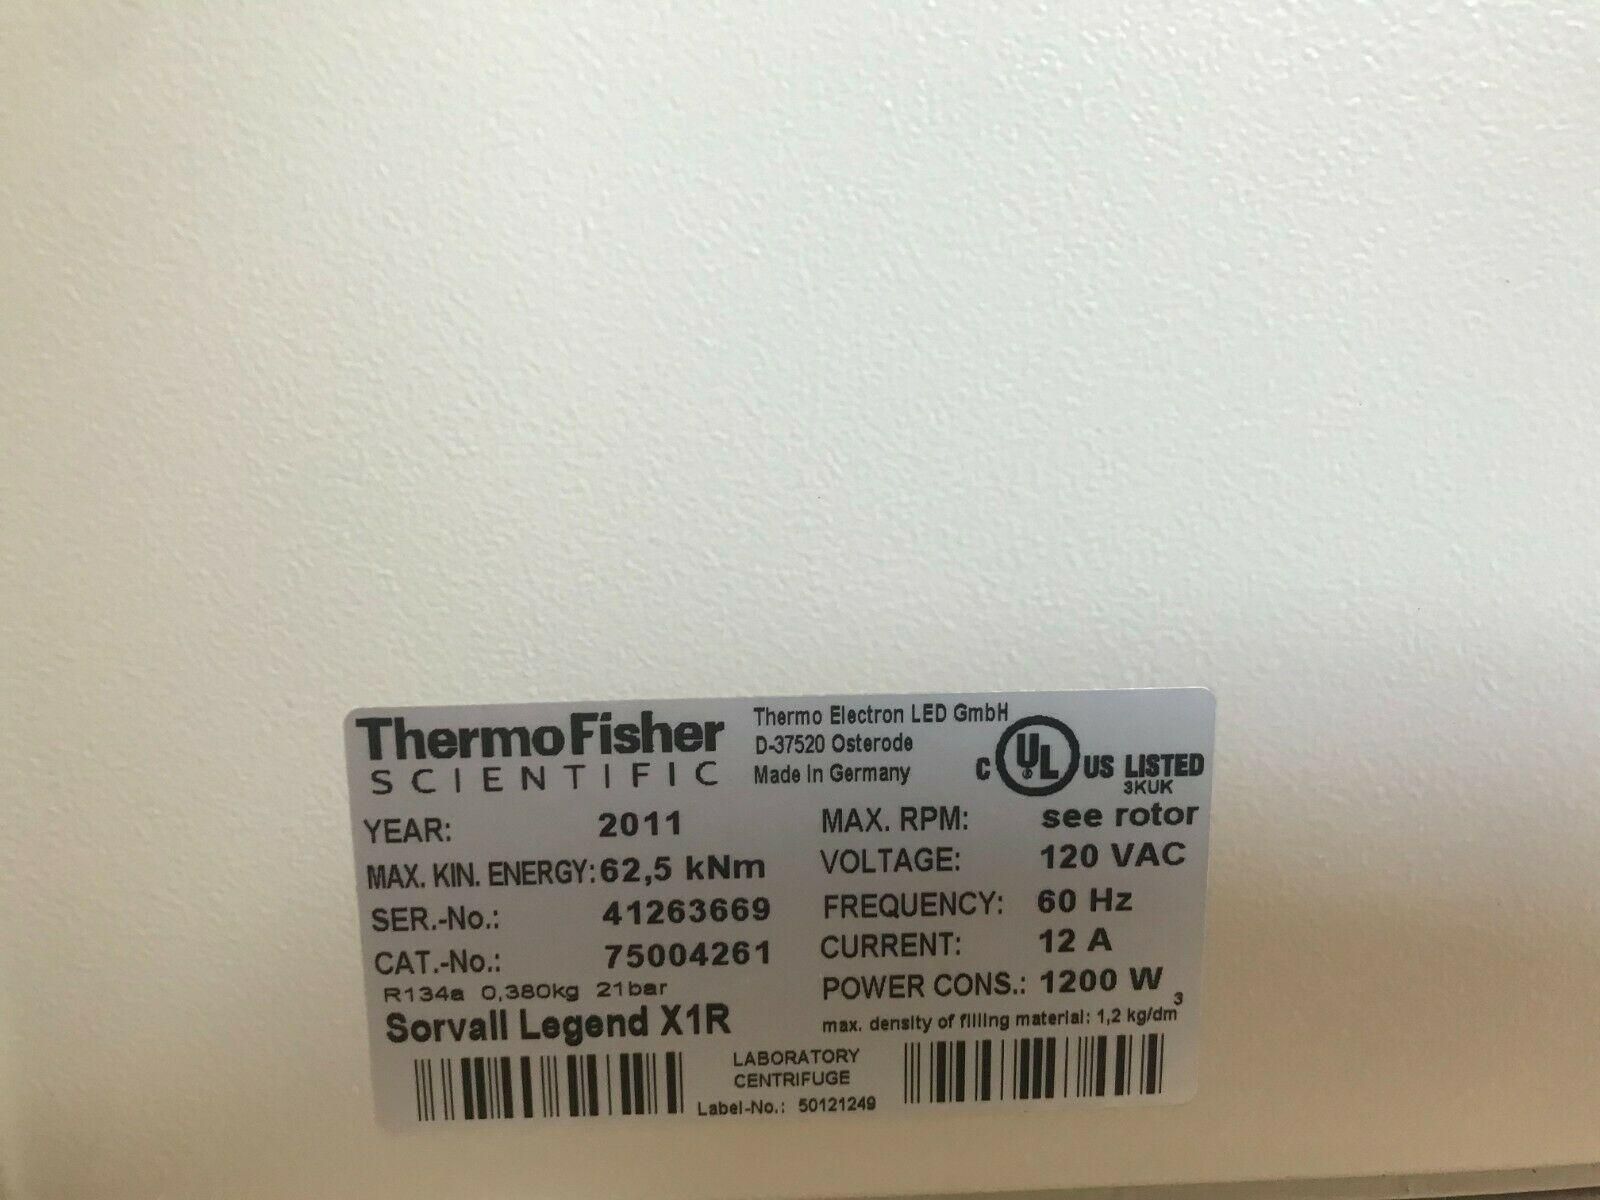 ThermoFisher
SCIENTIFIC
Thermo Electron LED GmbH
D-37520 Osterode
Made in Germany
C UL US LISTED
3KUK
YEAR: 2011
MAX. KIN. ENERGY: 62,5 kNm
SER.-No.: 41263669
CAT.-No.: 75004261
R134a 0,380kg 21bar
Sorvall Legend X1R
MAX. RPM: see rotor
VOLTAGE: 120 VAC
FREQUENCY: 60 Hz
CURRENT: 12 A
POWER CONS.: 1200 W
max. density of filling material: 1,2 kg/dm³
LABORATORY
CENTRIFUGE
Label-No.: 50121249